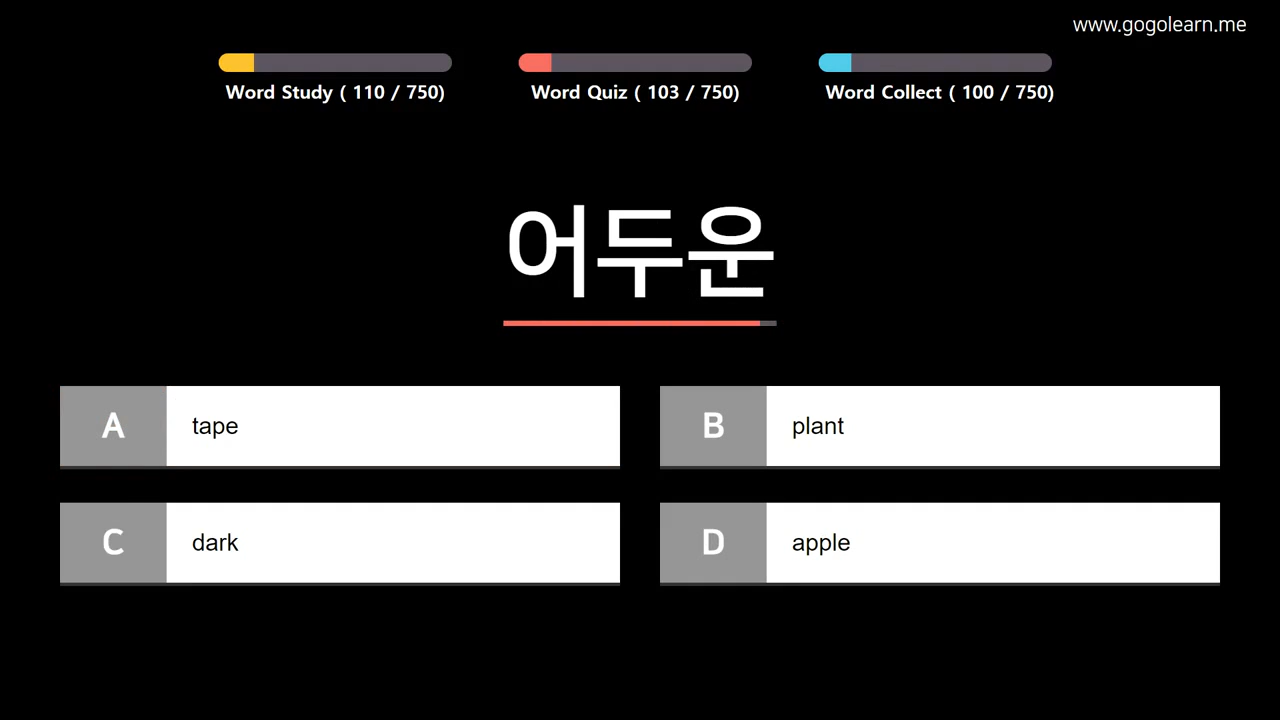 www.gogolearn.me
Word Study ( 110 / 750)
Word Quiz ( 103 / 750)
Word Collect ( 100 / 750)
어두운
A tape
B plant
C dark
D apple